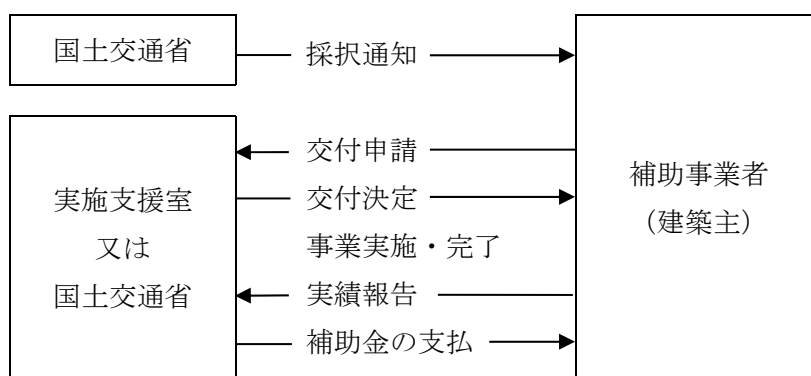 国土交通省
採択通知
実施支援室
又は
国土交通省
交付申請
交付決定
事業実施・完了
実績報告
補助金の支払
補助事業者
（建築主）